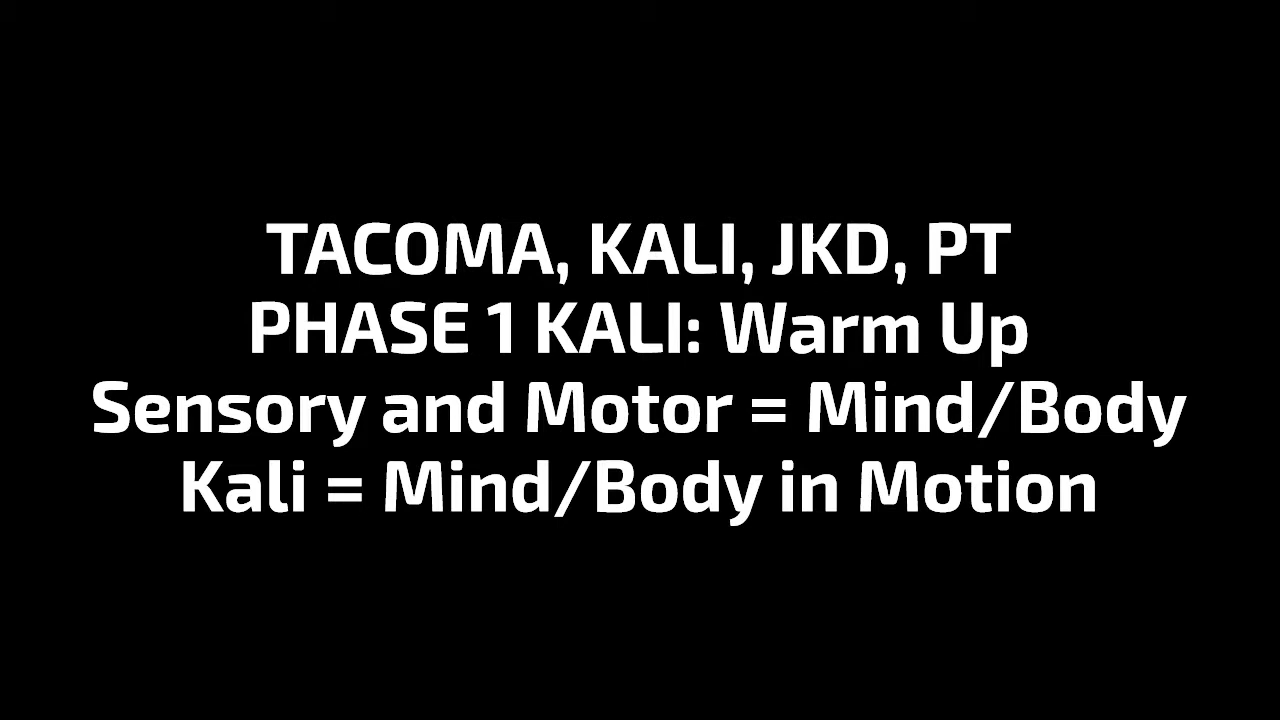 TACOMA, KALI, JKD, PT
PHASE 1 KALI: Warm Up
Sensory and Motor = Mind/Body
Kali = Mind/Body in Motion